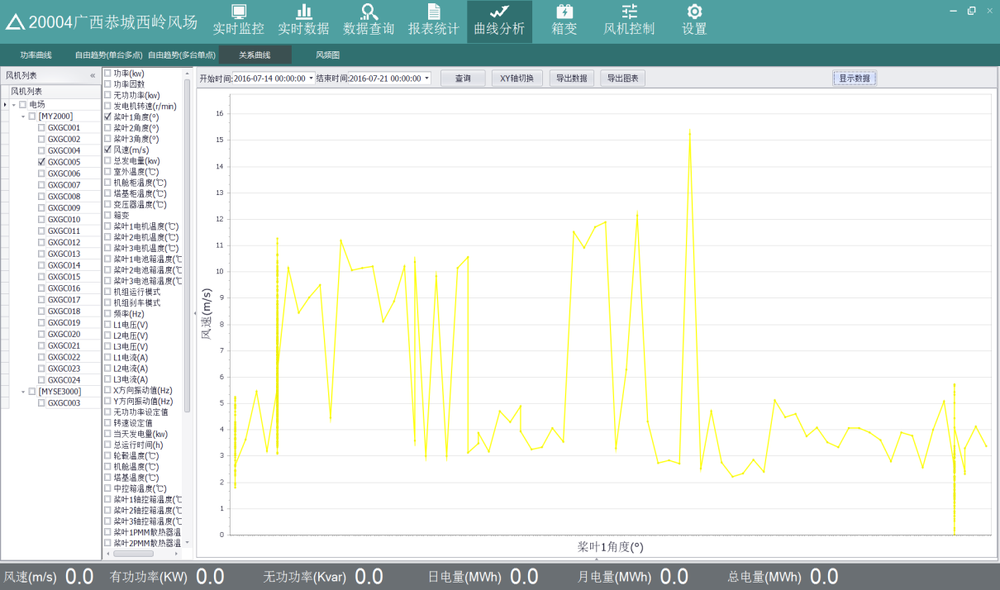 20004广西恭城西岭风场
实时监控 实时数据 数据查询 报表统计 曲线分析 箱变 风机控制 设置
功率曲线 自由趋势(单台多点) 自由趋势(多台单点) 关系曲线 风频图
风机列表 «
风机列表
电场
[MY2000]
GXGC001
GXGC002
GXGC004
GXGC005
GXGC006
GXGC007
GXGC008
GXGC009
GXGC010
GXGC011
GXGC012
GXGC013
GXGC014
GXGC015
GXGC016
GXGC017
GXGC018
GXGC019
GXGC020
GXGC021
GXGC022
GXGC023
GXGC024
[MYSE3000]
GXGC003
功率(kw)
功率因数
无功功率(kw)
发电机转速(r/min)
桨叶1角度(°)
桨叶2角度(°)
桨叶3角度(°)
风速(m/s)
总发电量(kw)
室外温度(℃)
机舱柜温度(℃)
塔基柜温度(℃)
变压器温度(℃)
箱变
桨叶1电机温度(℃)
桨叶2电机温度(℃)
桨叶3电机温度(℃)
桨叶1电池箱温度(℃
桨叶2电池箱温度(℃
桨叶3电池箱温度(℃
机组运行模式
机组刹车模式
频率(Hz)
L1电压(V)
L2电压(V)
L3电压(V)
L1电流(A)
L2电流(A)
L3电流(A)
X方向振动值(Hz)
Y方向振动值(Hz)
无功功率设定值
转速设定值
当天发电量(kw)
总运行时间(h)
轮毂温度(℃)
机舱温度(℃)
塔基温度(℃)
中控箱温度(℃)
桨叶1轴控箱温度(℃
桨叶2轴控箱温度(℃
桨叶3轴控箱温度(℃
桨叶1PMM散热器温
桨叶2PMM散热器温
开始时间:2016-07-14 00:00:00 结束时间:2016-07-21 00:00:00 查询 XY轴切换 导出数据 导出图表 显示数据
16
15
14
13
12
11
10
9
8
7
6
5
4
3
2
1
0
风速(m/s)
桨叶1角度(°)
风速(m/s) 0.0 有功功率(KW) 0.0 无功功率(Kvar) 0.0 日电量(MWh) 0.0 月电量(MWh) 0.0 总电量(MWh) 0.0